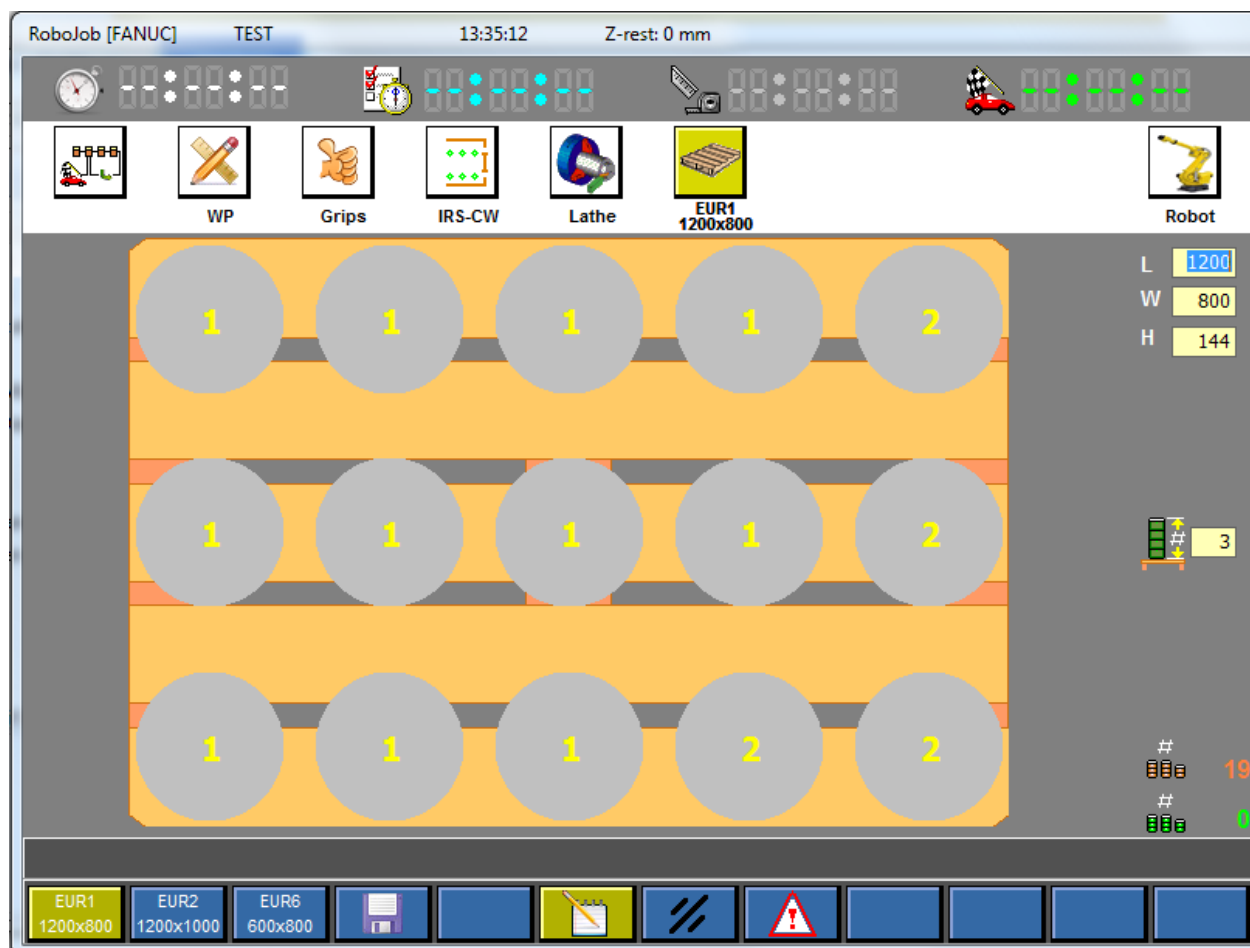 RoboJob [FANUC] TEST 13:35:12 Z-rest: 0 mm
WP Grips IRS-CW Lathe EUR1 1200x800 Robot
L 1200
W 800
H 144
1 1 1 1 2
1 1 1 1 2
# 3
1 1 1 2 2
# 19
# 0
EUR1 EUR2 EUR6
1200x800 1200x1000 600x800